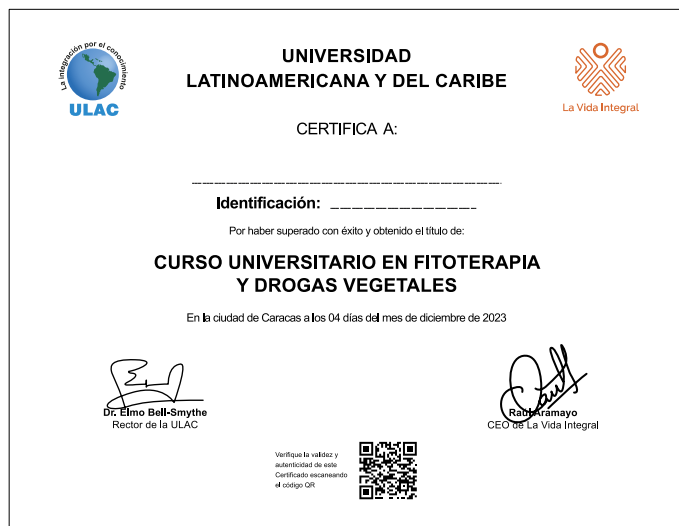 La integración por el conocimiento
ULAC
UNIVERSIDAD
LATINOAMERICANA Y DEL CARIBE
La Vida Integral
CERTIFICA A:
Identificación:
Por haber superado con éxito y obtenido el título de:
CURSO UNIVERSITARIO EN FITOTERAPIA
Y DROGAS VEGETALES
En la ciudad de Caracas a los 04 días del mes de diciembre de 2023
Dr. Elmo Bell-Smythe
Rector de la ULAC
Raúl Aramayo
CEO de La Vida Integral
Verifique la validez y
autenticidad de este
Certificado escaneando
el código QR